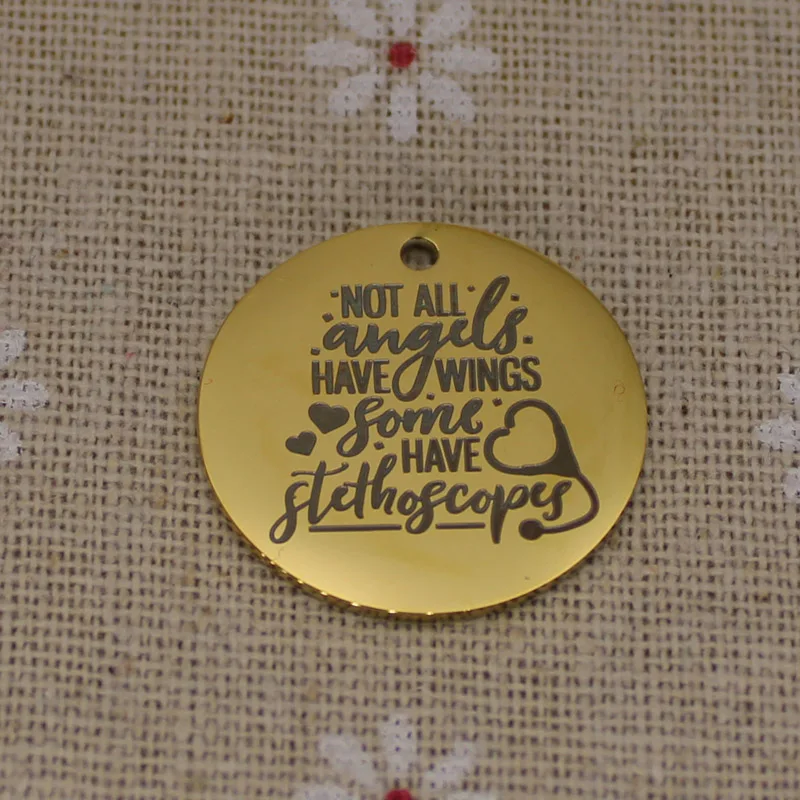 NOT ALL
angels
HAVE WINGS
some
HAVE
stethoscopes